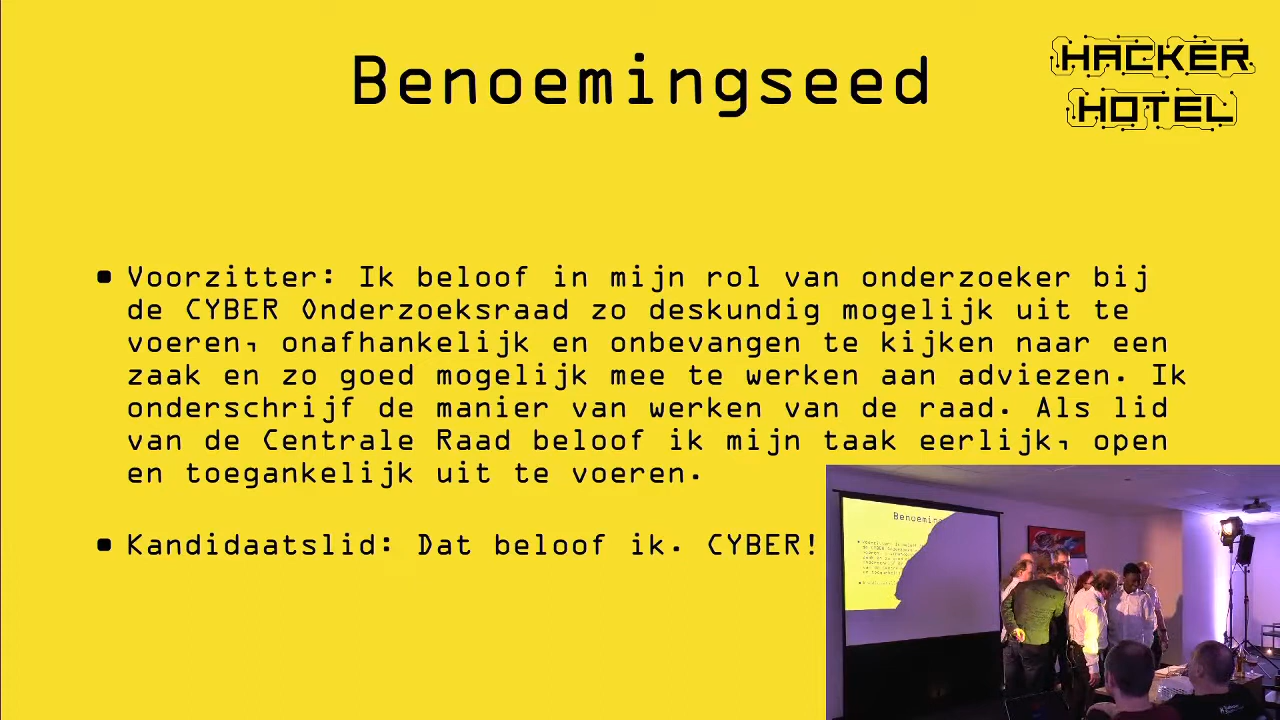 Benoemingseed
HACKER
HOTEL
Voorzitter: Ik beloof in mijn rol van onderzoeker bij
de CYBER Onderzoeksraad zo deskundig mogelijk uit te
voeren, onafhankelijk en onbevangen te kijken naar een
zaak en zo goed mogelijk mee te werken aan adviezen. Ik
onderschrijf de manier van werken van de raad. Als lid
van de Centrale Raad beloof ik mijn taak eerlijk, open
en toegankelijk uit te voeren.
Kandidaatslid: Dat beloof ik. CYBER!